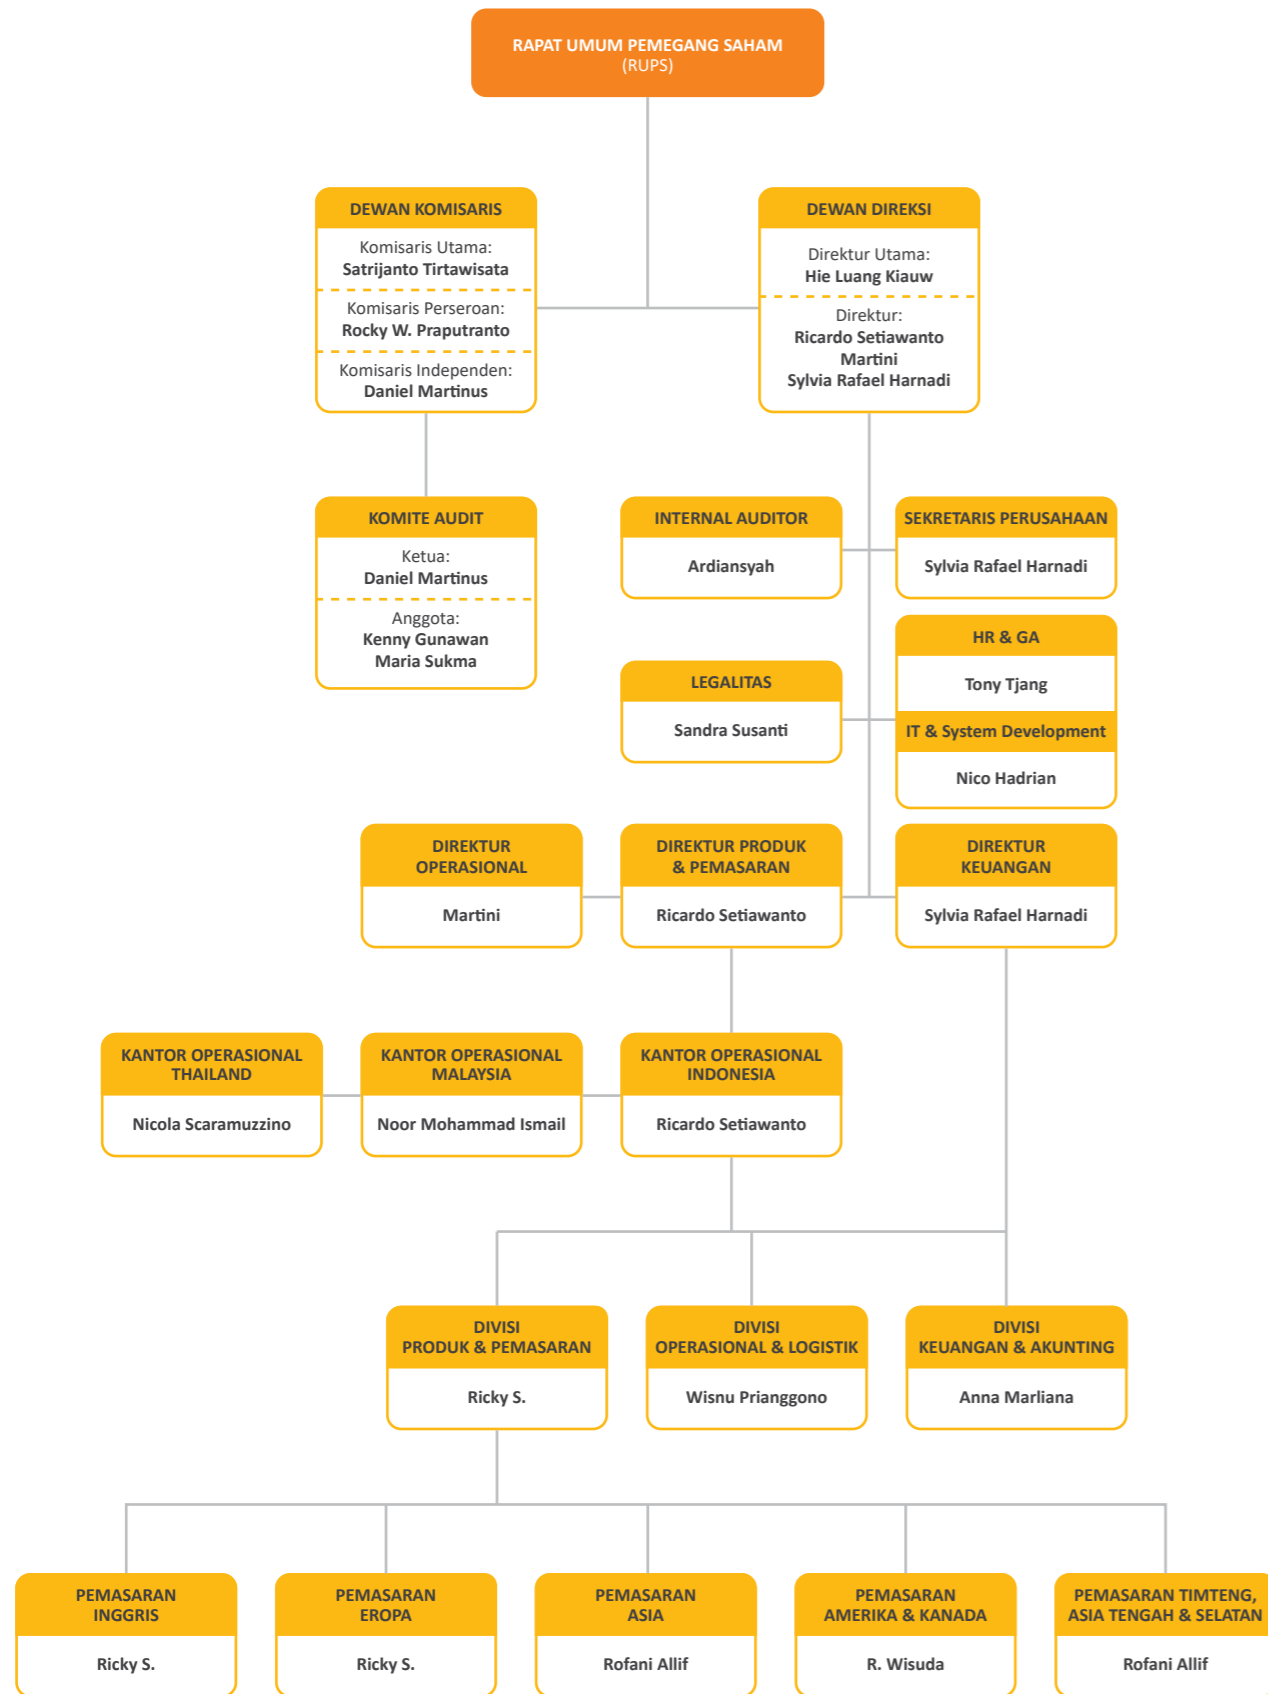 RAPAT UMUM PEMEGANG SAHAM
(RUPS)
DEWAN KOMISARIS
Komisaris Utama:
Satrijanto Tirtawisata
Komisaris Perseroan:
Rocky W. Praputranto
Komisaris Independen:
Daniel Martinus
DEWAN DIREKSI
Direktur Utama:
Hie Luang Kiauw
Direktur:
Ricardo Setiawanto
Martini
Sylvia Rafael Harnadi
KOMITE AUDIT
Ketua:
Daniel Martinus
Anggota:
Kenny Gunawan
Maria Sukma
INTERNAL AUDITOR
Ardiansyah
SEKRETARIS PERUSAHAAN
Sylvia Rafael Harnadi
LEGALITAS
Sandra Susanti
HR & GA
Tony Tjang
IT & System Development
Nico Hadrian
DIREKTUR
OPERASIONAL
Martini
DIREKTUR PRODUK
& PEMASARAN
Ricardo Setiawanto
DIREKTUR
KEUANGAN
Sylvia Rafael Harnadi
KANTOR OPERASIONAL
THAILAND
Nicola Scaramuzzino
KANTOR OPERASIONAL
MALAYSIA
Noor Mohammad Ismail
KANTOR OPERASIONAL
INDONESIA
Ricardo Setiawanto
DIVISI
PRODUK & PEMASARAN
Ricky S.
DIVISI
OPERASIONAL & LOGISTIK
Wisnu Prianggono
DIVISI
KEUANGAN & AKUNTING
Anna Marliana
PEMASARAN
INGGRIS
Ricky S.
PEMASARAN
EROPA
Ricky S.
PEMASARAN
ASIA
Rofani Allif
PEMASARAN
AMERIKA & KANADA
R. Wisuda
PEMASARAN TIMTENG,
ASIA TENGAH & SELATAN
Rofani Allif